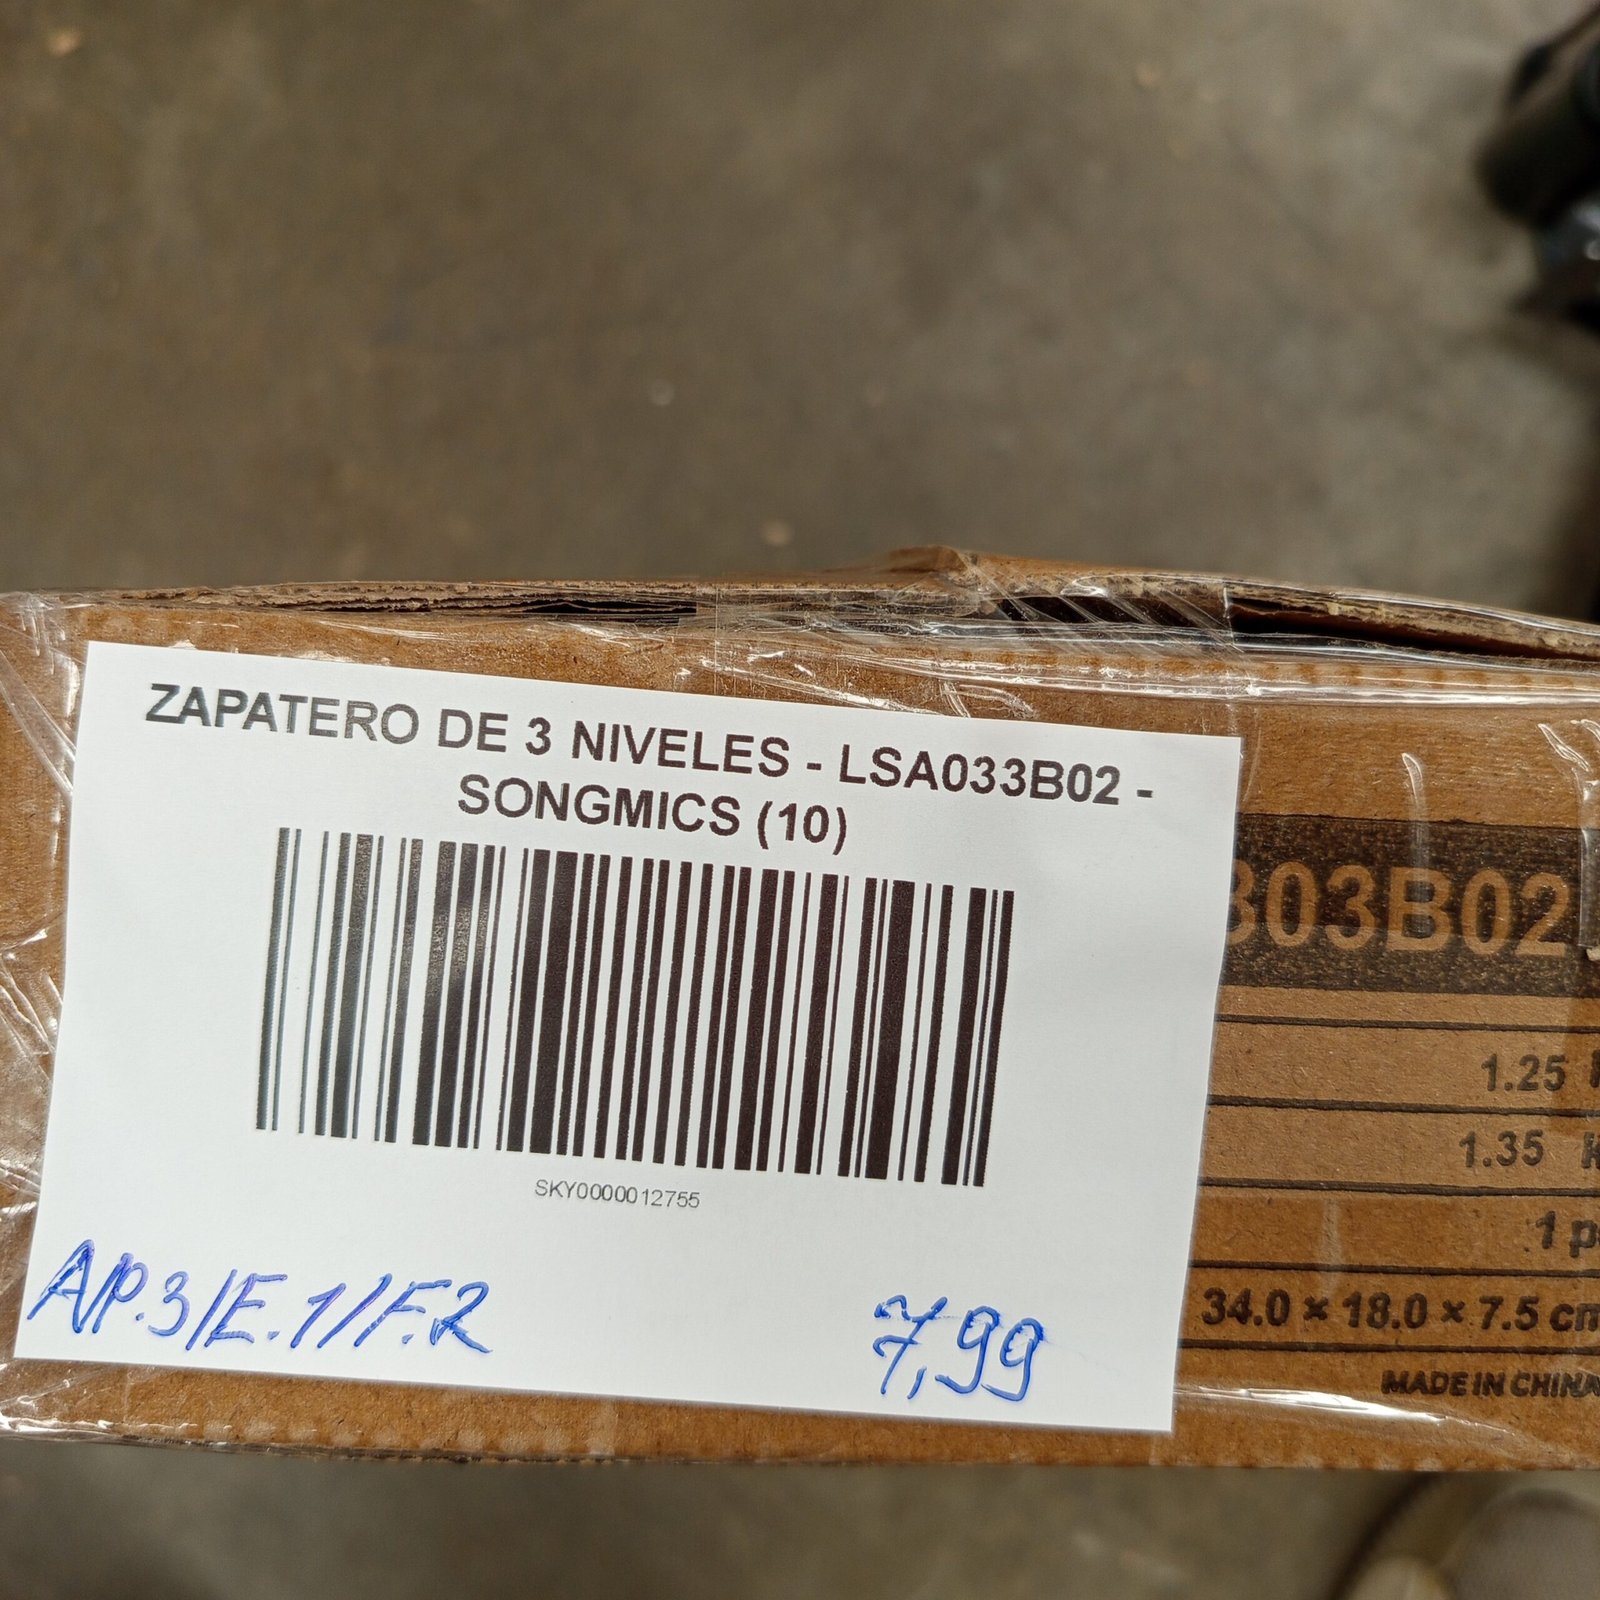 ZAPATERO DE 3 NIVELES - LSA033B02 -
SONGMICS (10)
SKY0000012755
A/P.3/E.1/F.2
7,99
303B02
1.25
1.35
1
34.0 × 18.0 × 7.5 cm
MADE IN CHINA